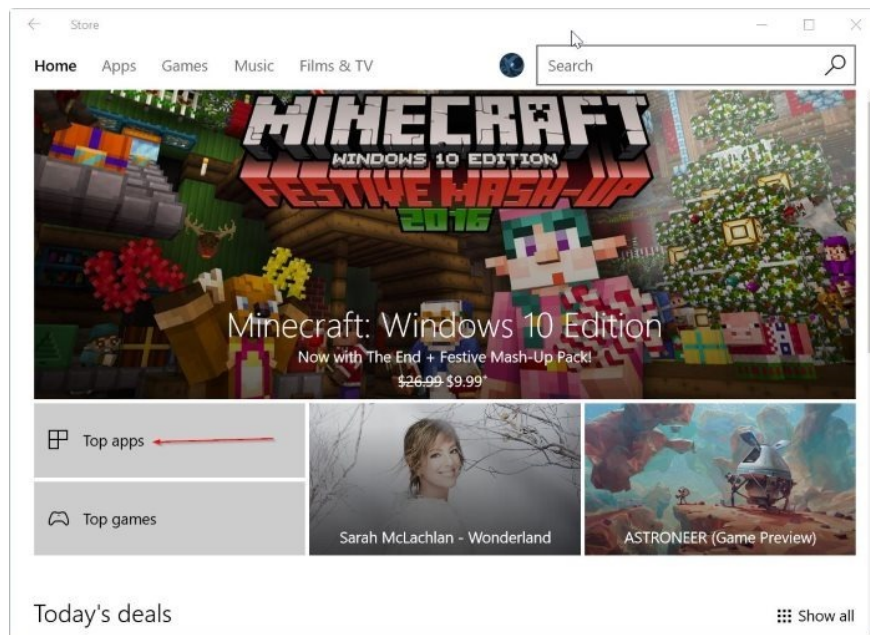 Store
Home Apps Games Music Films & TV Search
MINECRAFT
WINDOWS 10 EDITION
FESTIVE MASH-UP
2016
Minecraft: Windows 10 Edition
Now with The End + Festive Mash-Up Pack!
$26.99 $9.99*
Top apps
Top games
Sarah McLachlan - Wonderland
ASTRONEER (Game Preview)
Today's deals Show all